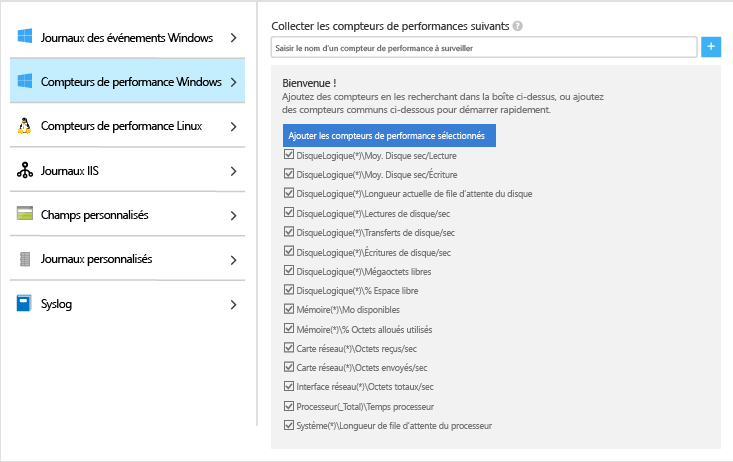 Journaux des événements Windows
Compteurs de performance Windows
Compteurs de performance Linux
Journaux IIS
Champs personnalisés
Journaux personnalisés
Syslog
Collecter les compteurs de performances suivants ?
Saisir le nom d'un compteur de performance à surveiller
+
Bienvenue !
Ajoutez des compteurs en les recherchant dans la boîte ci-dessus, ou ajoutez
des compteurs communs ci-dessous pour démarrer rapidement.
Ajouter les compteurs de performance sélectionnés
DisqueLogique(*)\Moy. Disque sec/Lecture
DisqueLogique(*)\Moy. Disque sec/Écriture
DisqueLogique(*)\Longueur actuelle de file d'attente du disque
DisqueLogique(*)\Lectures de disque/sec
DisqueLogique(*)\Transferts de disque/sec
DisqueLogique(*)\Écritures de disque/sec
DisqueLogique(*)\Mégaoctets libres
DisqueLogique(*)\% Espace libre
Mémoire(*)\Mo disponibles
Mémoire(*)\% Octets alloués utilisés
Carte réseau(*)\Octets reçus/sec
Carte réseau(*)\Octets envoyés/sec
Interface réseau(*)\Octets totaux/sec
Processeur(_Total)\Temps processeur
Système(*)\Longueur de file d'attente du processeur